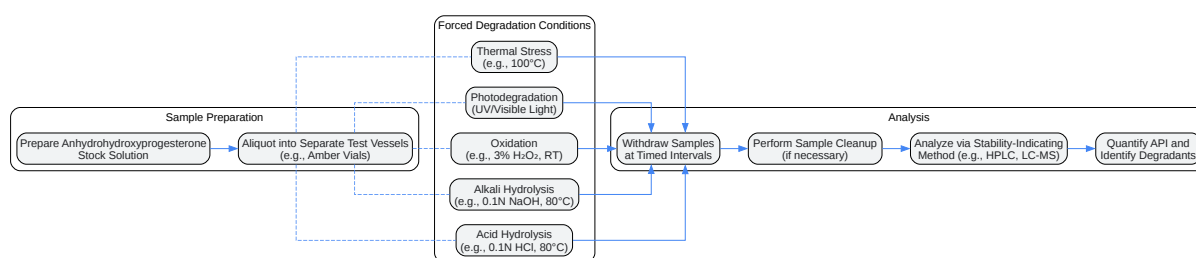 Forced Degradation Conditions
Thermal Stress
(e.g., 100°C)
Photodegradation
(UV/Visible Light)
Sample Preparation
Analysis
Prepare Anhydrohydroxyprogesterone
Stock Solution
Aliquot into Separate Test Vessels
(e.g., Amber Vials)
Oxidation
(e.g., 3% H₂O₂, RT)
Withdraw Samples
at Timed Intervals
Perform Sample Cleanup
(if necessary)
Analyze via Stability-Indicating
Method (e.g., HPLC, LC-MS)
Quantify API and
Identify Degradants
Alkali Hydrolysis
(e.g., 0.1N NaOH, 80°C)
Acid Hydrolysis
(e.g., 0.1N HCl, 80°C)